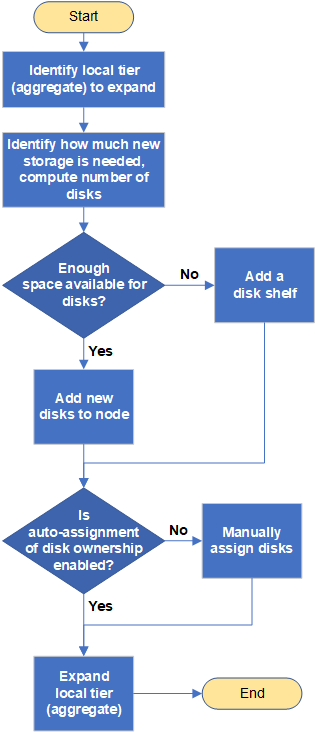 Start
Identify local tier
(aggregate) to expand
Identify how much new
storage is needed,
compute number of
disks
Enough
space available for
disks?
No
Add a
disk shelf
Yes
Add new
disks to node
Is
auto-assignment
of disk ownership
enabled?
No
Manually
assign disks
Yes
Expand
local tier
(aggregate)
End